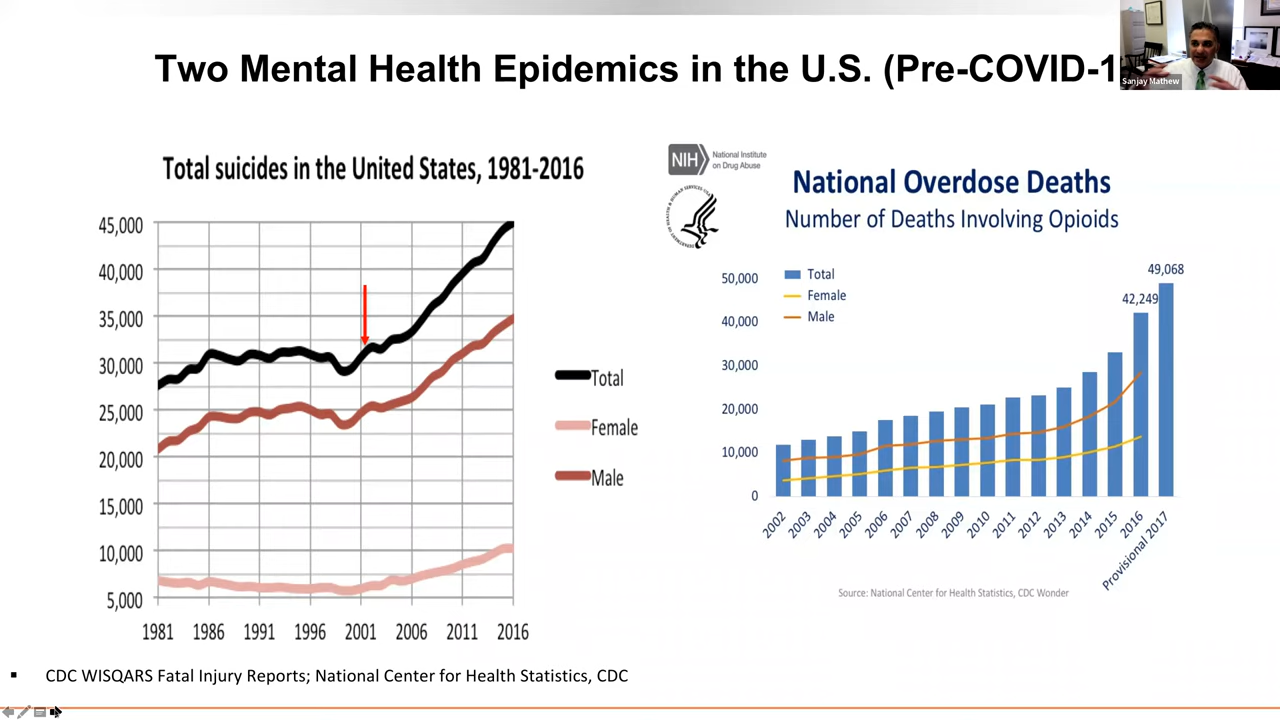 Two Mental Health Epidemics in the U.S. (Pre-COVID-1
Sanjay Mathew
Total suicides in the United States, 1981-2016
45,000
40,000
35,000
30,000
25,000
20,000
15,000
10,000
5,000
1981 1986 1991 1996 2001 2006 2011 2016
Total
Female
Male
NIH National Institute
on Drug Abuse
DEPARTMENT OF HEALTH & HUMAN SERVICES • USA
National Overdose Deaths
Number of Deaths Involving Opioids
50,000
40,000
30,000
20,000
10,000
0
Total
Female
Male
42,249
49,068
2002 2003 2004 2005 2006 2007 2008 2009 2010 2011 2012 2013 2014 2015 2016 Provisional 2017
Source: National Center for Health Statistics, CDC Wonder
▪ CDC WISQARS Fatal Injury Reports; National Center for Health Statistics, CDC